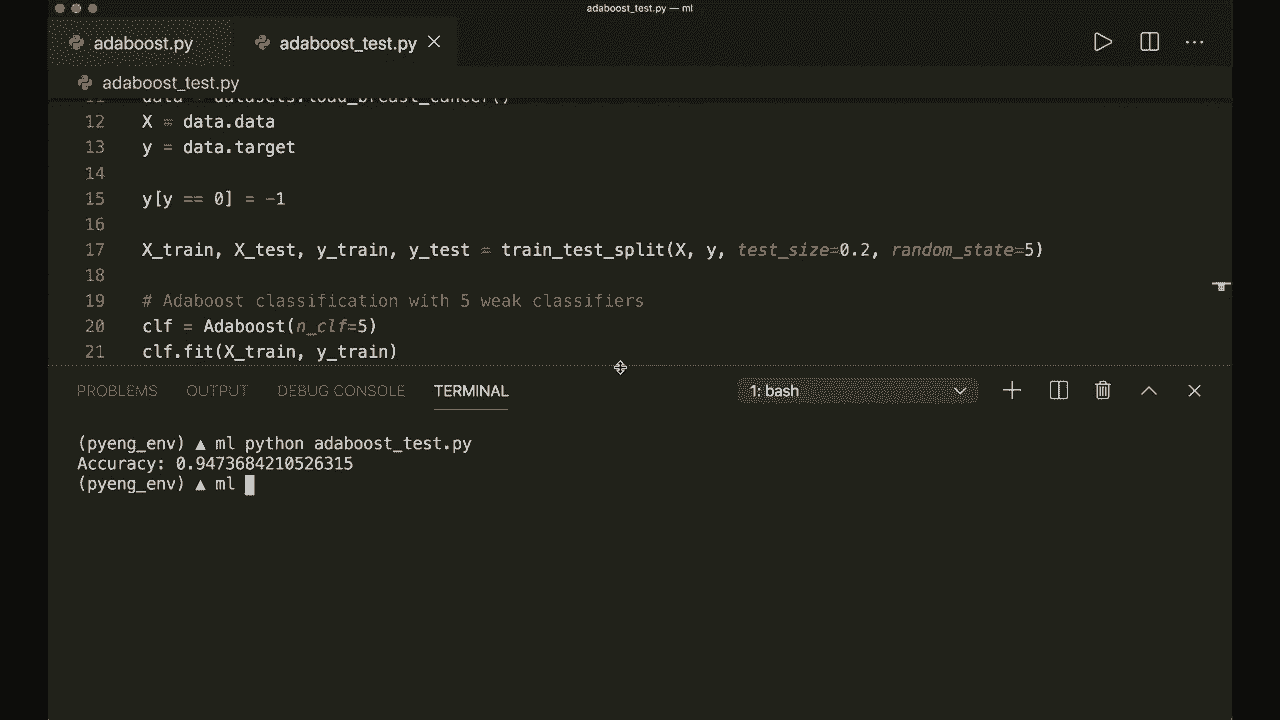 adaboost_test.py — ml
adaboost.py
adaboost_test.py
adaboost_test.py
11 data = datasets.load_breast_cancer()
12 X = data.data
13 y = data.target
14
15 y[y == 0] = -1
16
17 X_train, X_test, y_train, y_test = train_test_split(X, y, test_size=0.2, random_state=5)
18
19 # Adaboost classification with 5 weak classifiers
20 clf = Adaboost(n_clf=5)
21 clf.fit(X_train, y_train)
PROBLEMS OUTPUT DEBUG CONSOLE TERMINAL 1: bash
(pyeng_env) ▲ ml python adaboost_test.py
Accuracy: 0.9473684210526315
(pyeng_env) ▲ ml